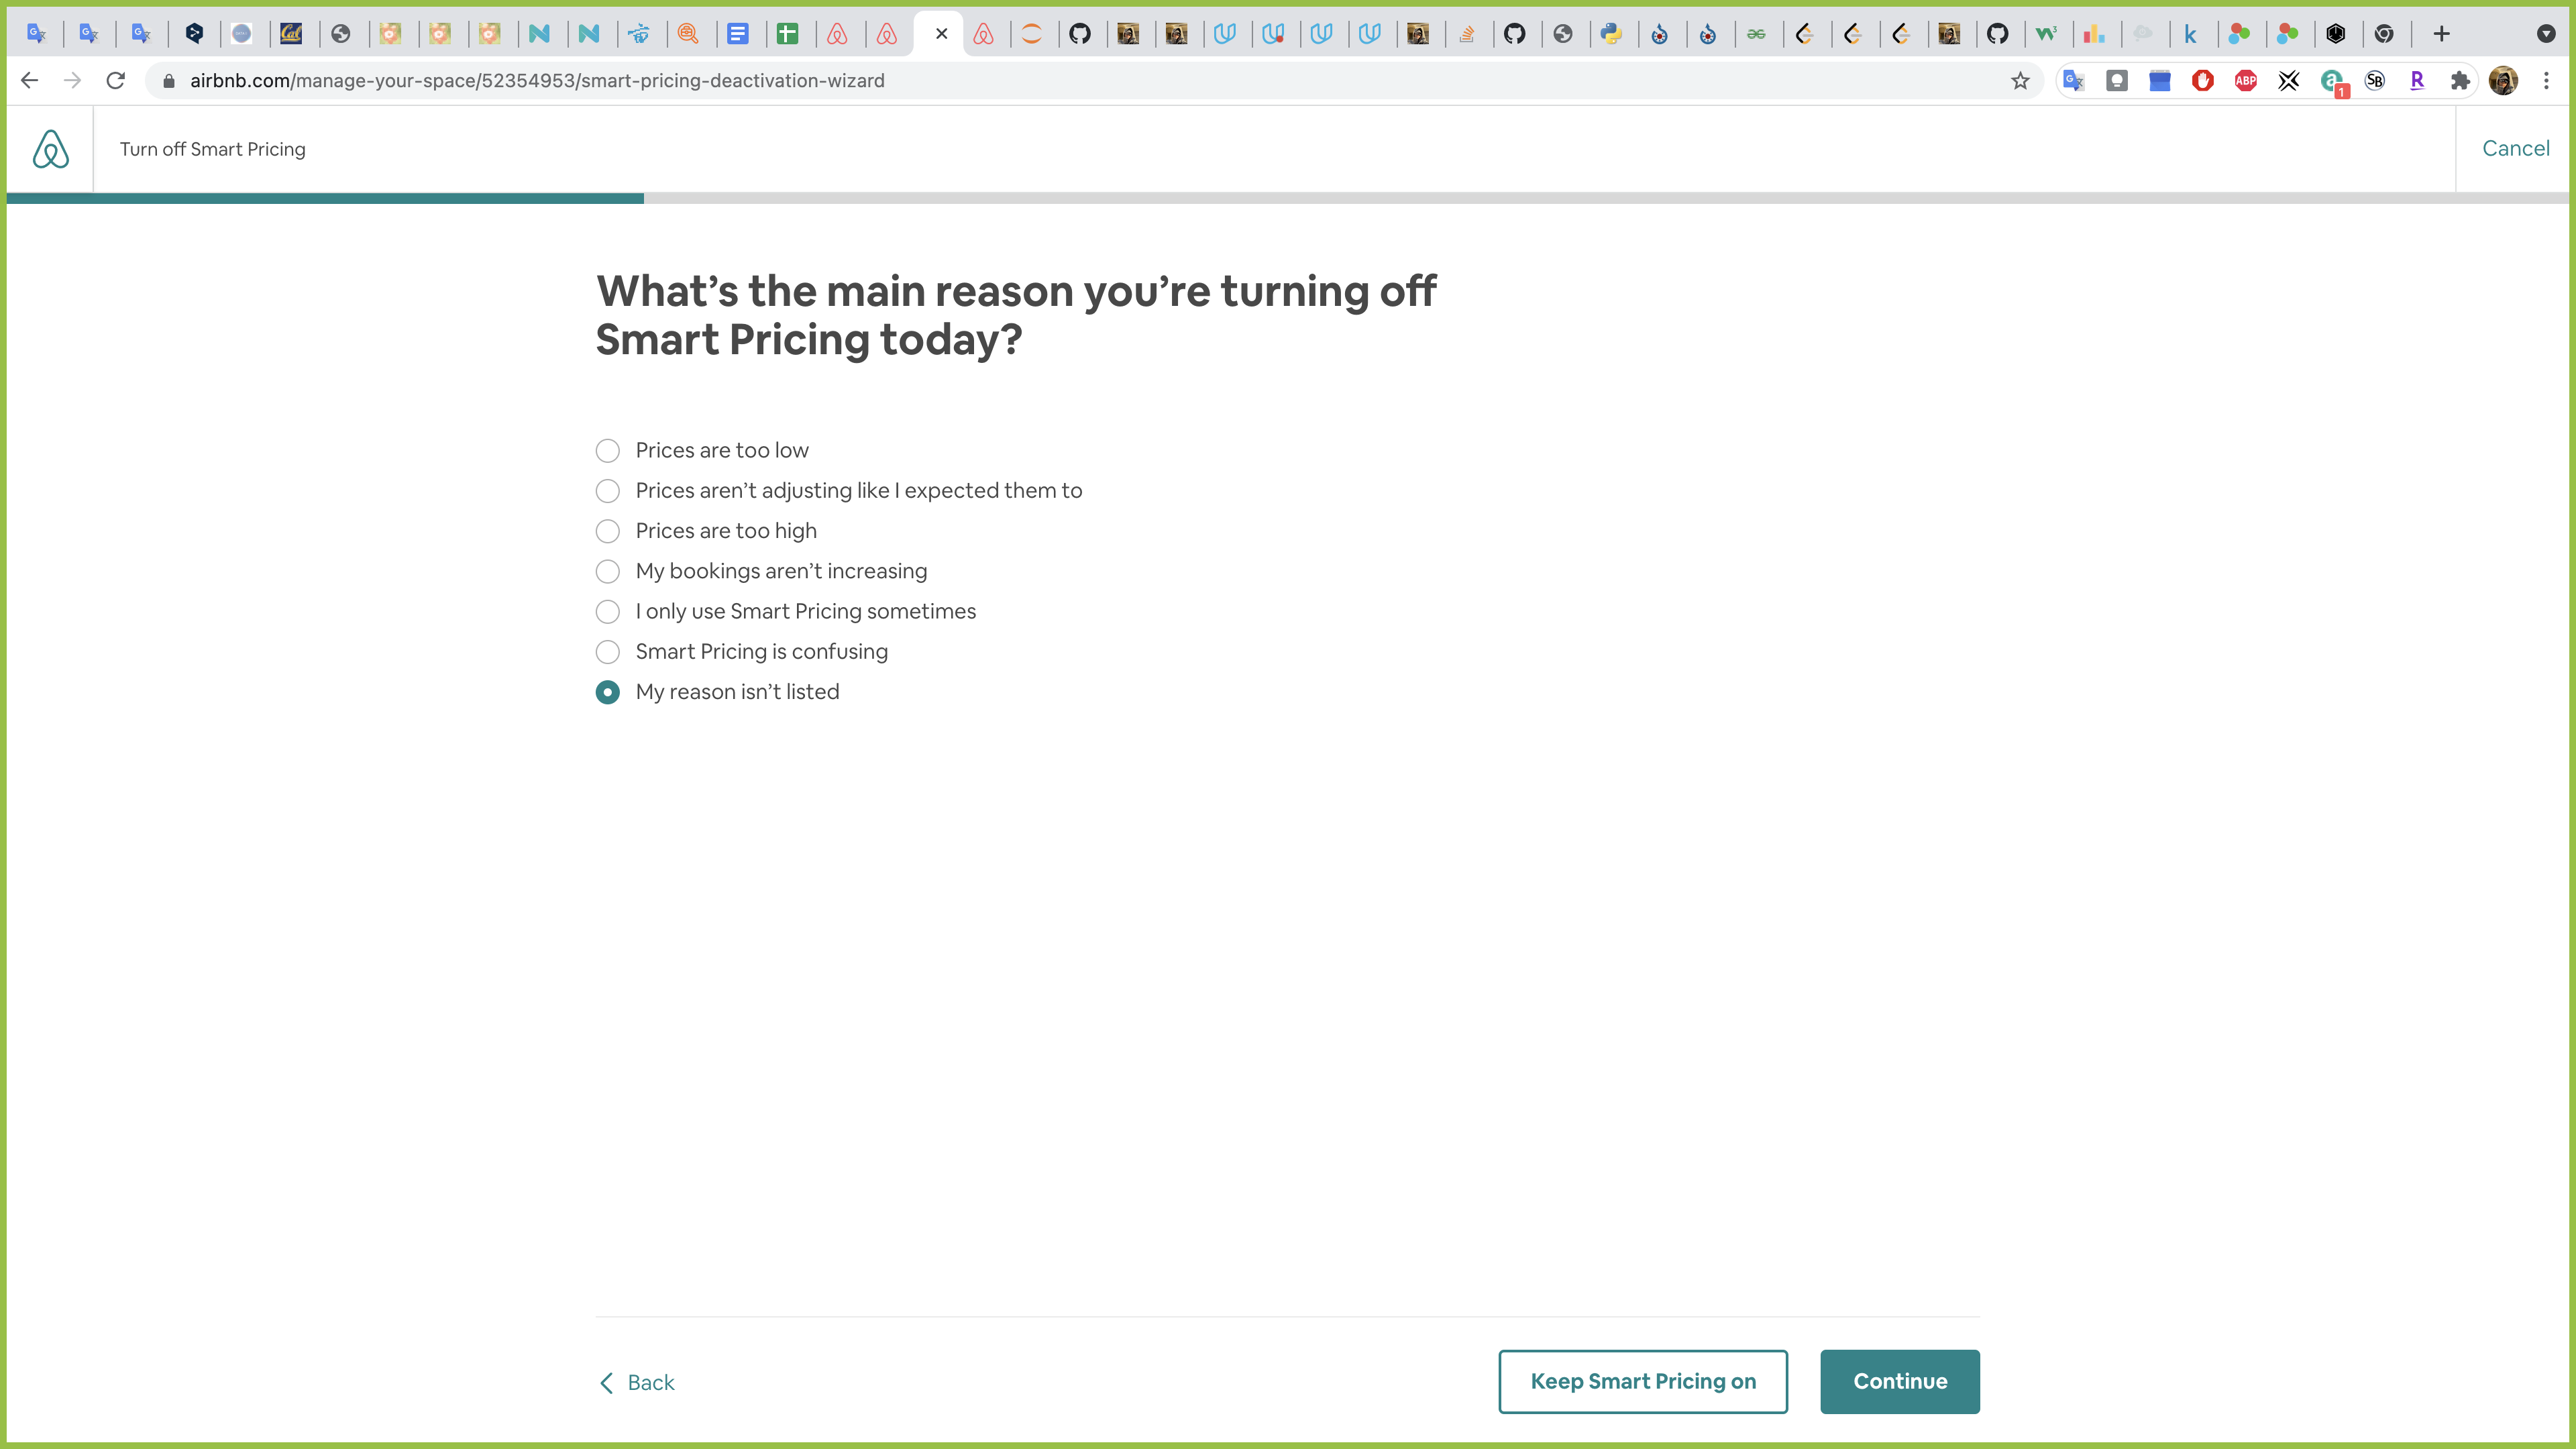 airbnb.com/manage-your-space/52354953/smart-pricing-deactivation-wizard
ABP
1
SB
R
Turn off Smart Pricing
Cancel
What’s the main reason you’re turning off
Smart Pricing today?
Prices are too low
Prices aren’t adjusting like I expected them to
Prices are too high
My bookings aren’t increasing
I only use Smart Pricing sometimes
Smart Pricing is confusing
My reason isn’t listed
Back
Keep Smart Pricing on
Continue